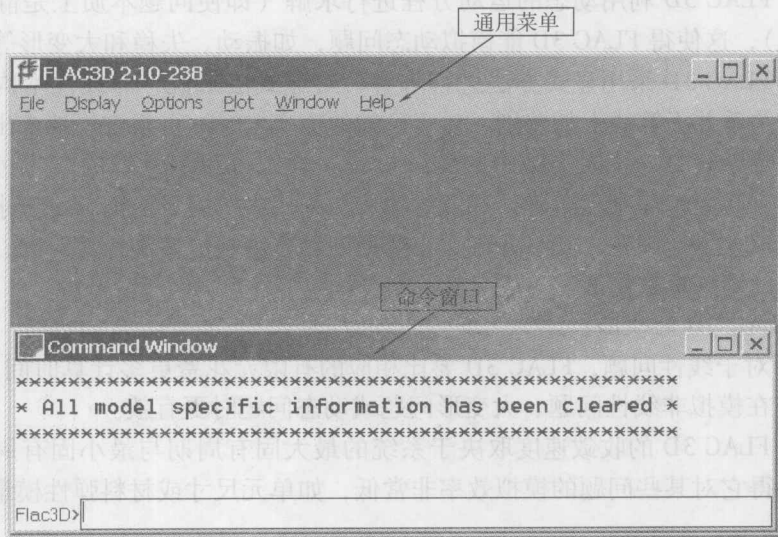 通用菜单
FLAC3D 2.10-238
File Display Options Plot Window Help
命令窗口
Command Window
**************************************************
* All model specific information has been cleared*
**************************************************
Flac3D>